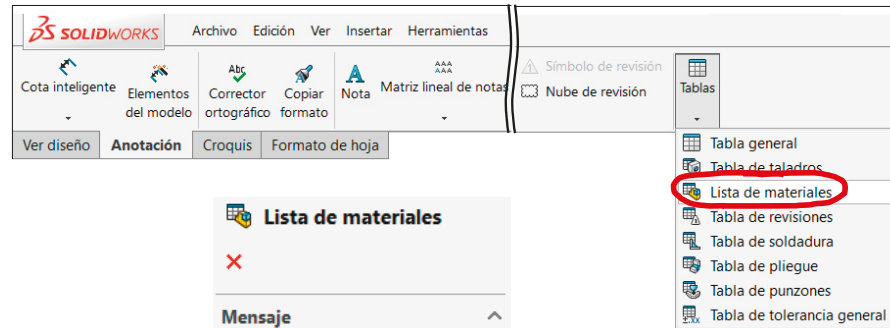 SOLIDWORKS Archivo Edición Ver Insertar Herramientas
Cota inteligente
Elementos del modelo
Abc
Corrector ortográfico
Copiar formato
A
Nota
AAA
AAA
Matriz lineal de notas
Símbolo de revisión
Nube de revisión
Tablas
Ver diseño Anotación Croquis Formato de hoja
Tabla general
Tabla de taladros
Lista de materiales
Tabla de revisiones
Tabla de soldadura
Tabla de pliegue
Tabla de punzones
Tabla de tolerancia general
Lista de materiales
Mensaje